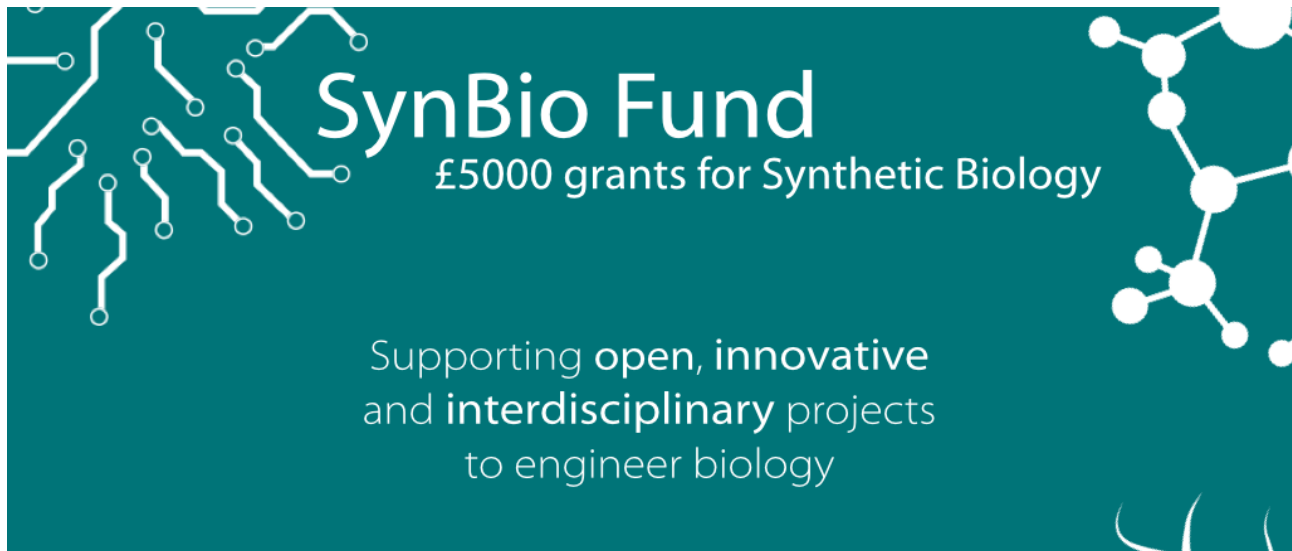 SynBio Fund
£5000 grants for Synthetic Biology
Supporting open, innovative
and interdisciplinary projects
to engineer biology